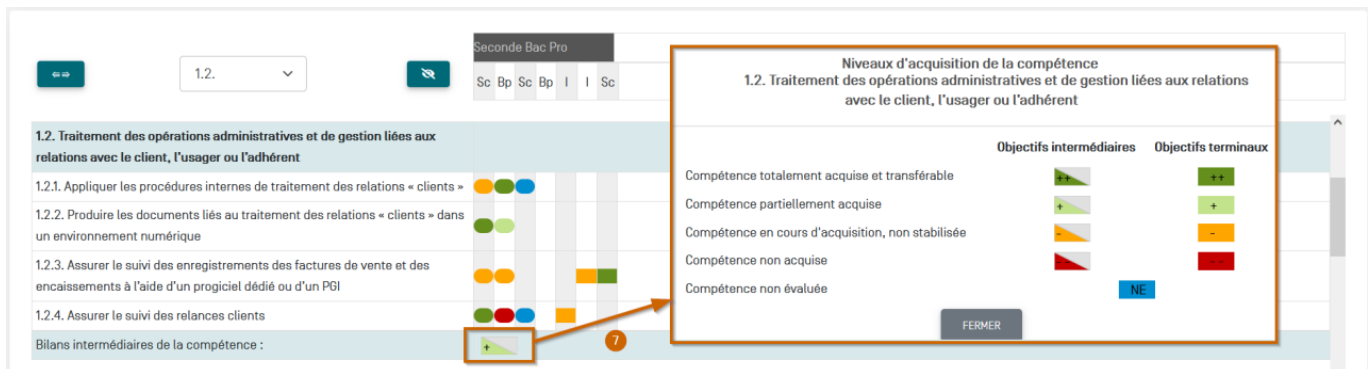 Seconde Bac Pro
1.2.
Sc Bp Sc Bp I I Sc
1.2. Traitement des opérations administratives et de gestion liées aux
relations avec le client, l'usager ou l'adhérent
1.2.1. Appliquer les procédures internes de traitement des relations « clients »
1.2.2. Produire les documents liés au traitement des relations « clients » dans
un environnement numérique
1.2.3. Assurer le suivi des enregistrements des factures de vente et des
encaissements à l'aide d'un progiciel dédié ou d'un PGI
1.2.4. Assurer le suivi des relances clients
Bilans intermédiaires de la compétence :
+
7
Niveaux d'acquisition de la compétence
1.2. Traitement des opérations administratives et de gestion liées aux relations
avec le client, l'usager ou l'adhérent
Objectifs intermédiaires Objectifs terminaux
Compétence totalement acquise et transférable ++ ++
Compétence partiellement acquise + +
Compétence en cours d'acquisition, non stabilisée - -
Compétence non acquise -- --
Compétence non évaluée NE
FERMER